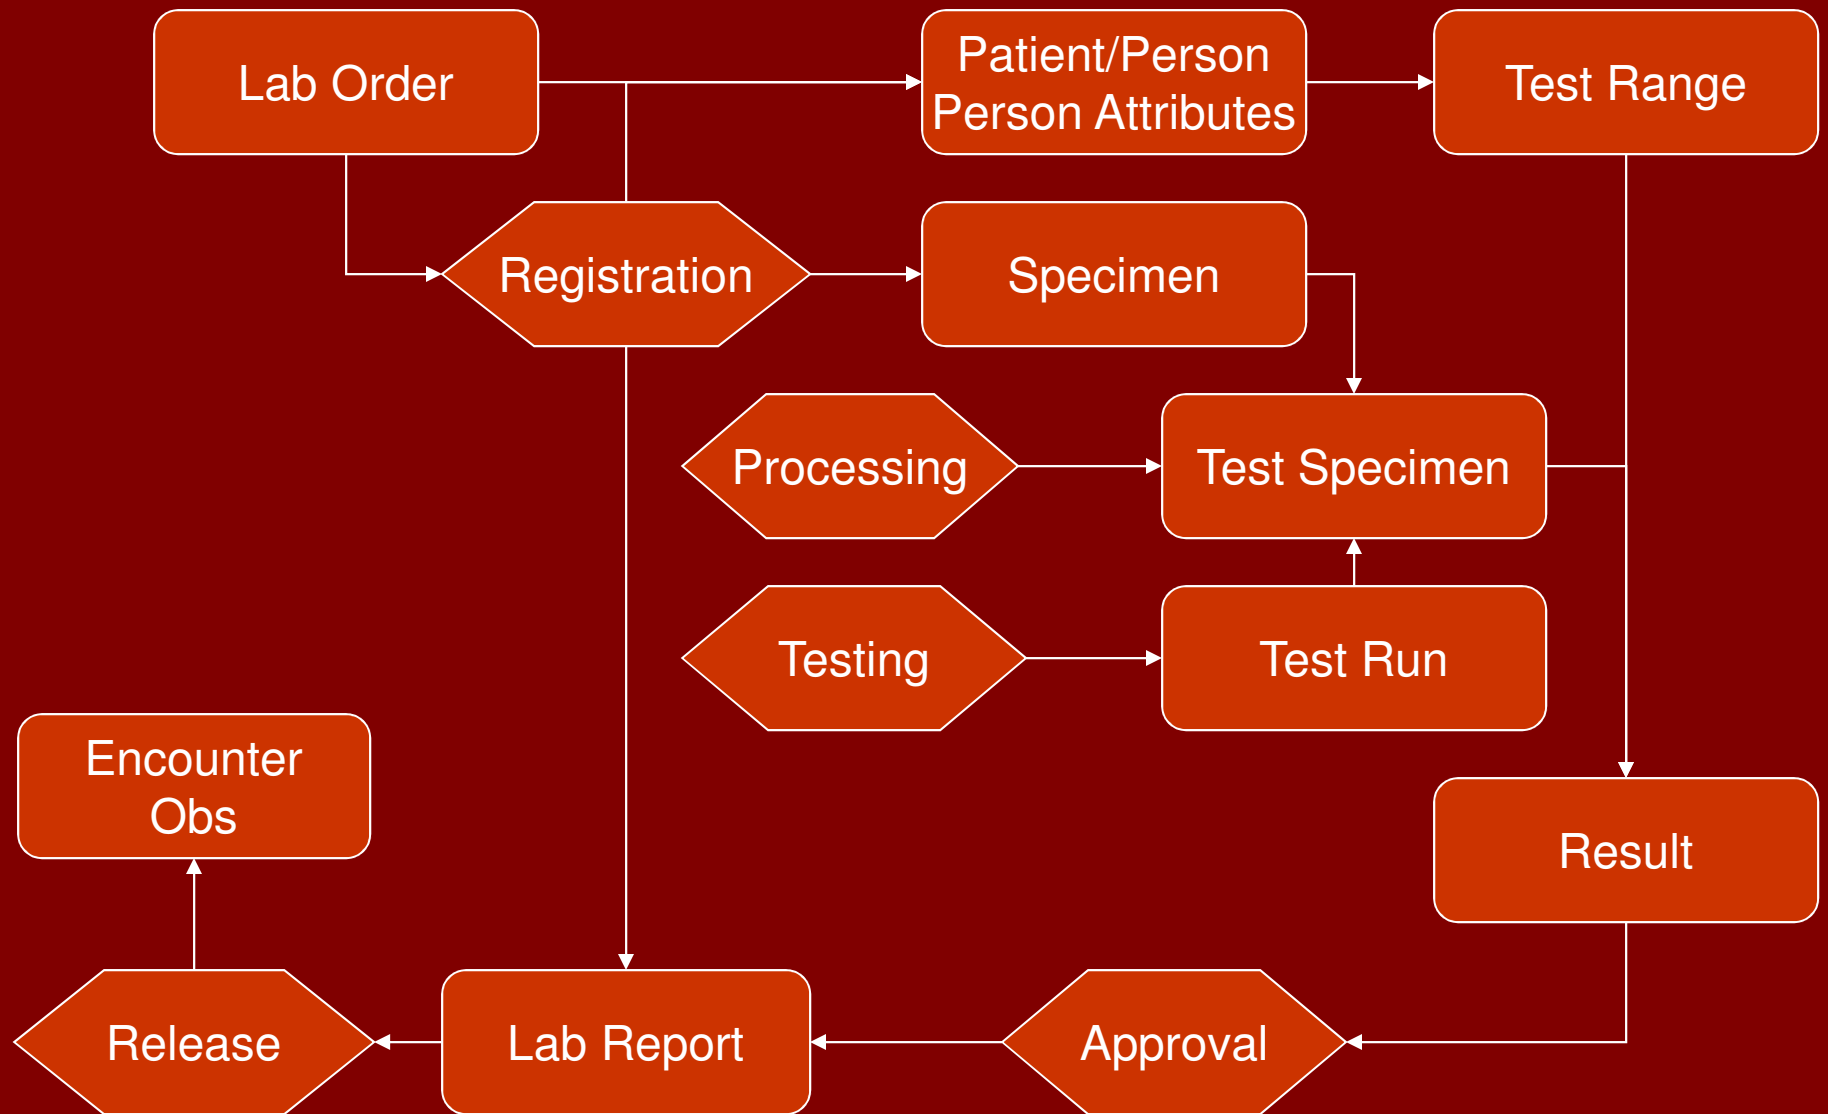 Lab Order
Patient/Person
Person Attributes
Test Range
Registration
Specimen
Processing
Test Specimen
Testing
Test Run
Encounter
Obs
Result
Release
Lab Report
Approval